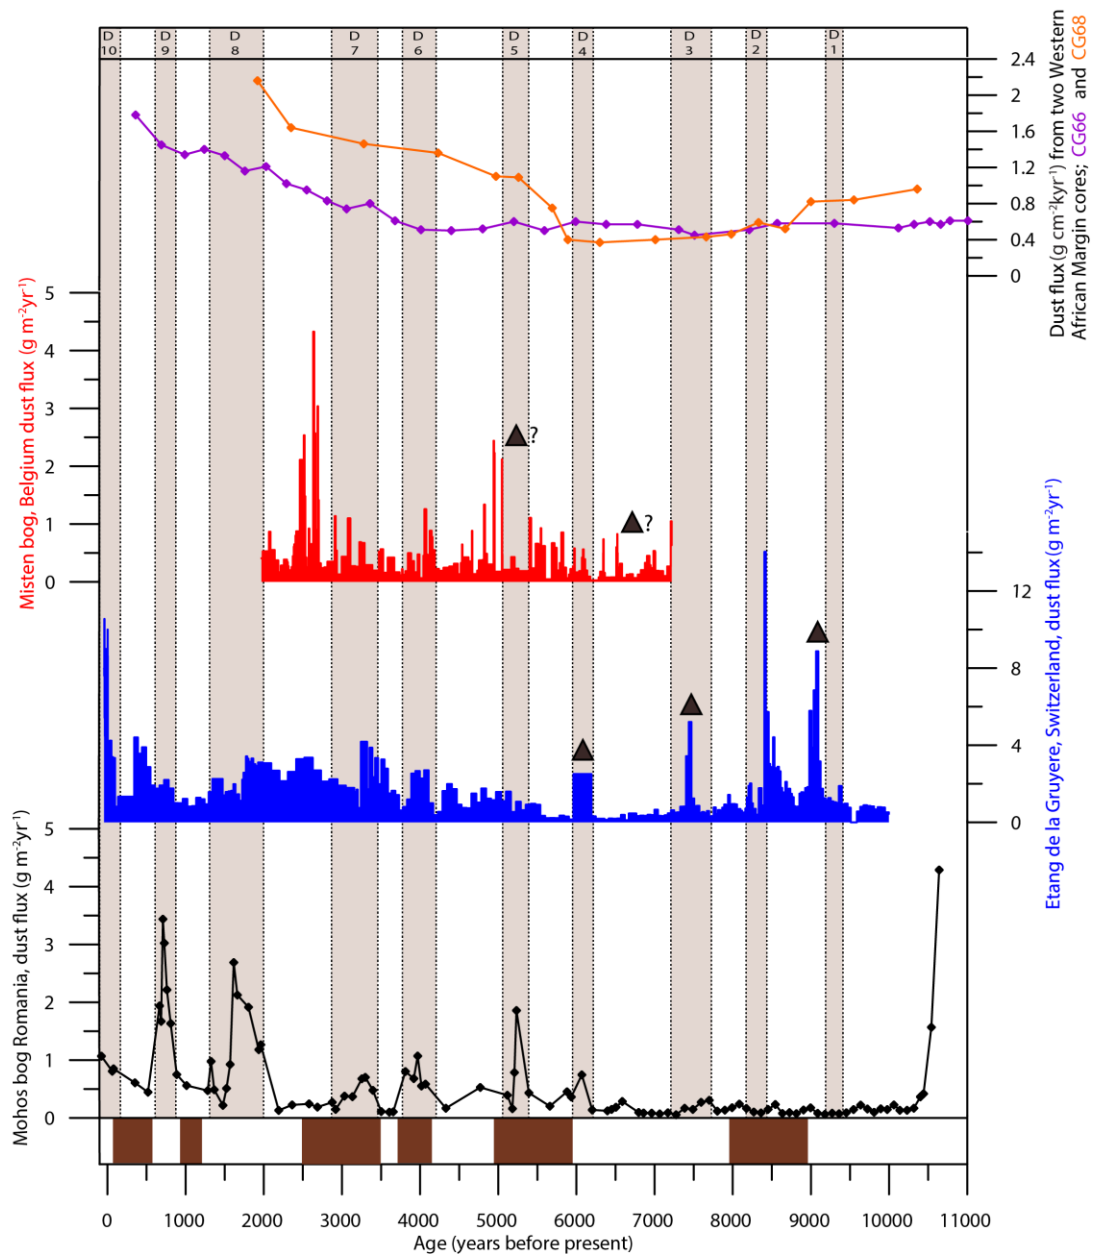 D D D D D D D D D D
10 9 8 7 6 5 4 3 2 1
Dust flux (g cm⁻²kyr⁻¹) from two Western
African Margin cores; CG66 and CG68
2.4
2
1.6
1.2
0.8
0.4
0
Misten bog, Belgium dust flux (g m⁻²yr⁻¹)
5
4
3
2
1
0
?
?
Etang de la Gruyere, Switzerland, dust flux(g m⁻²yr⁻¹)
12
8
4
0
Mohos bog Romania, dust flux (g m⁻²yr⁻¹)
5
4
3
2
1
0
0 1000 2000 3000 4000 5000 6000 7000 8000 9000 10000 11000
Age (years before present)